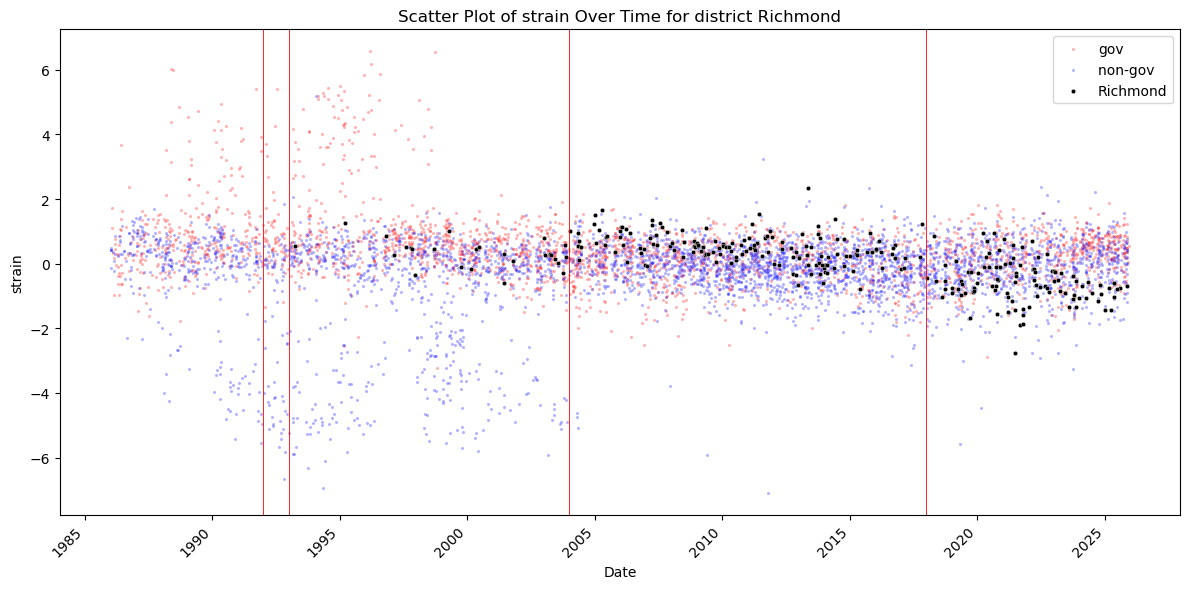 Scatter Plot of strain Over Time for district Richmond
gov
non-gov
Richmond
strain
6
4
2
0
−2
−4
−6
1985
1990
1995
2000
2005
2010
2015
2020
2025
Date